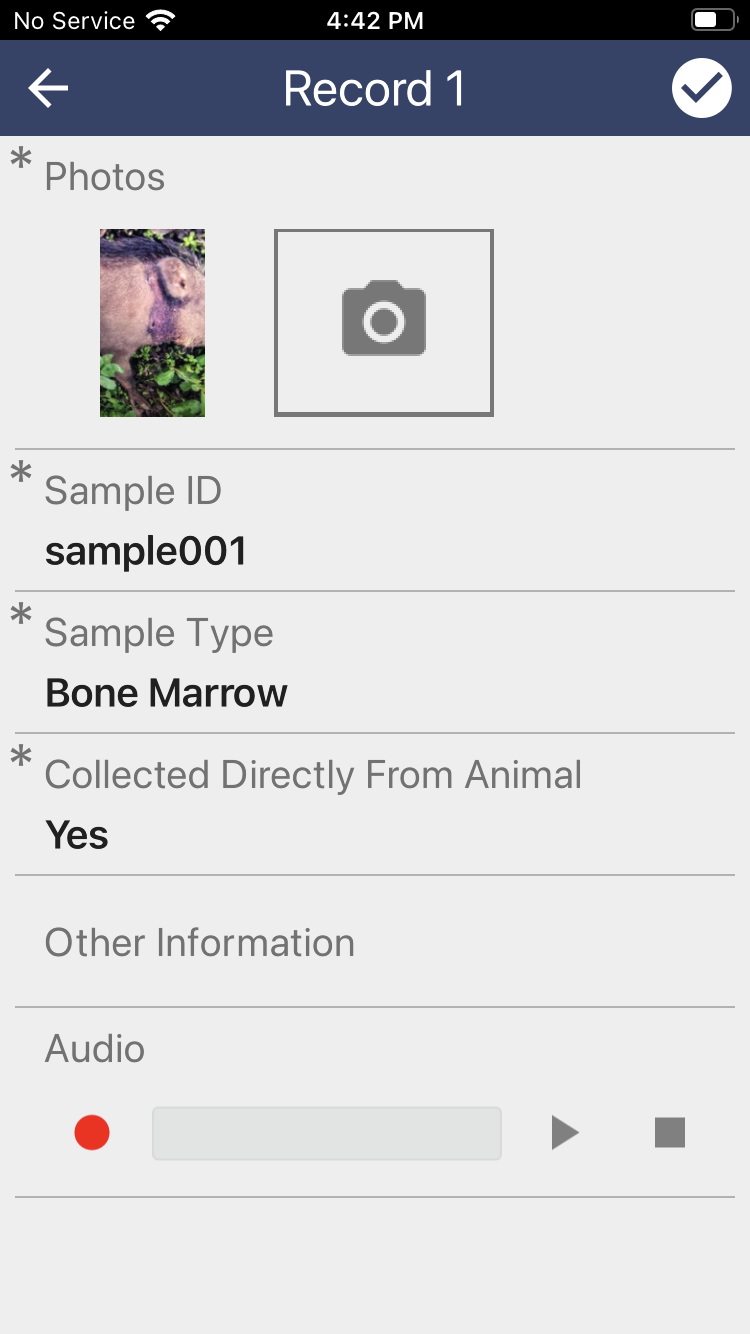 No Service 4:42 PM
Record 1
* Photos
* Sample ID
sample001
* Sample Type
Bone Marrow
* Collected Directly From Animal
Yes
Other Information
Audio